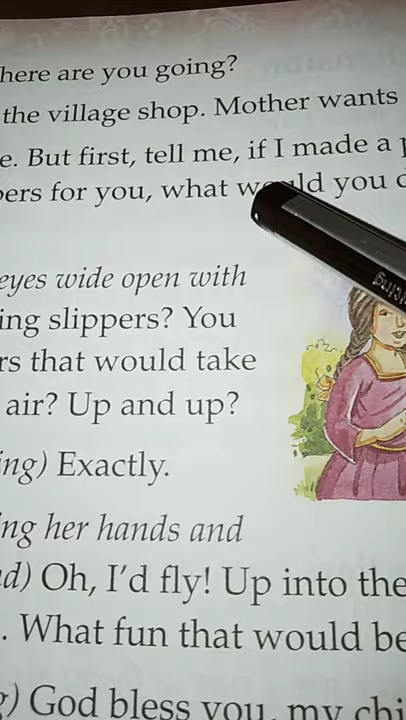 here are you going?
the village shop. Mother wants
e. But first, tell me, if I made a p
pers for you, what would you d
eyes wide open with
ing slippers? You
rs that would take
air? Up and up?
ing) Exactly.
ing her hands and
d) Oh, I'd fly! Up into the
. What fun that would be
g) God bless you, my chi